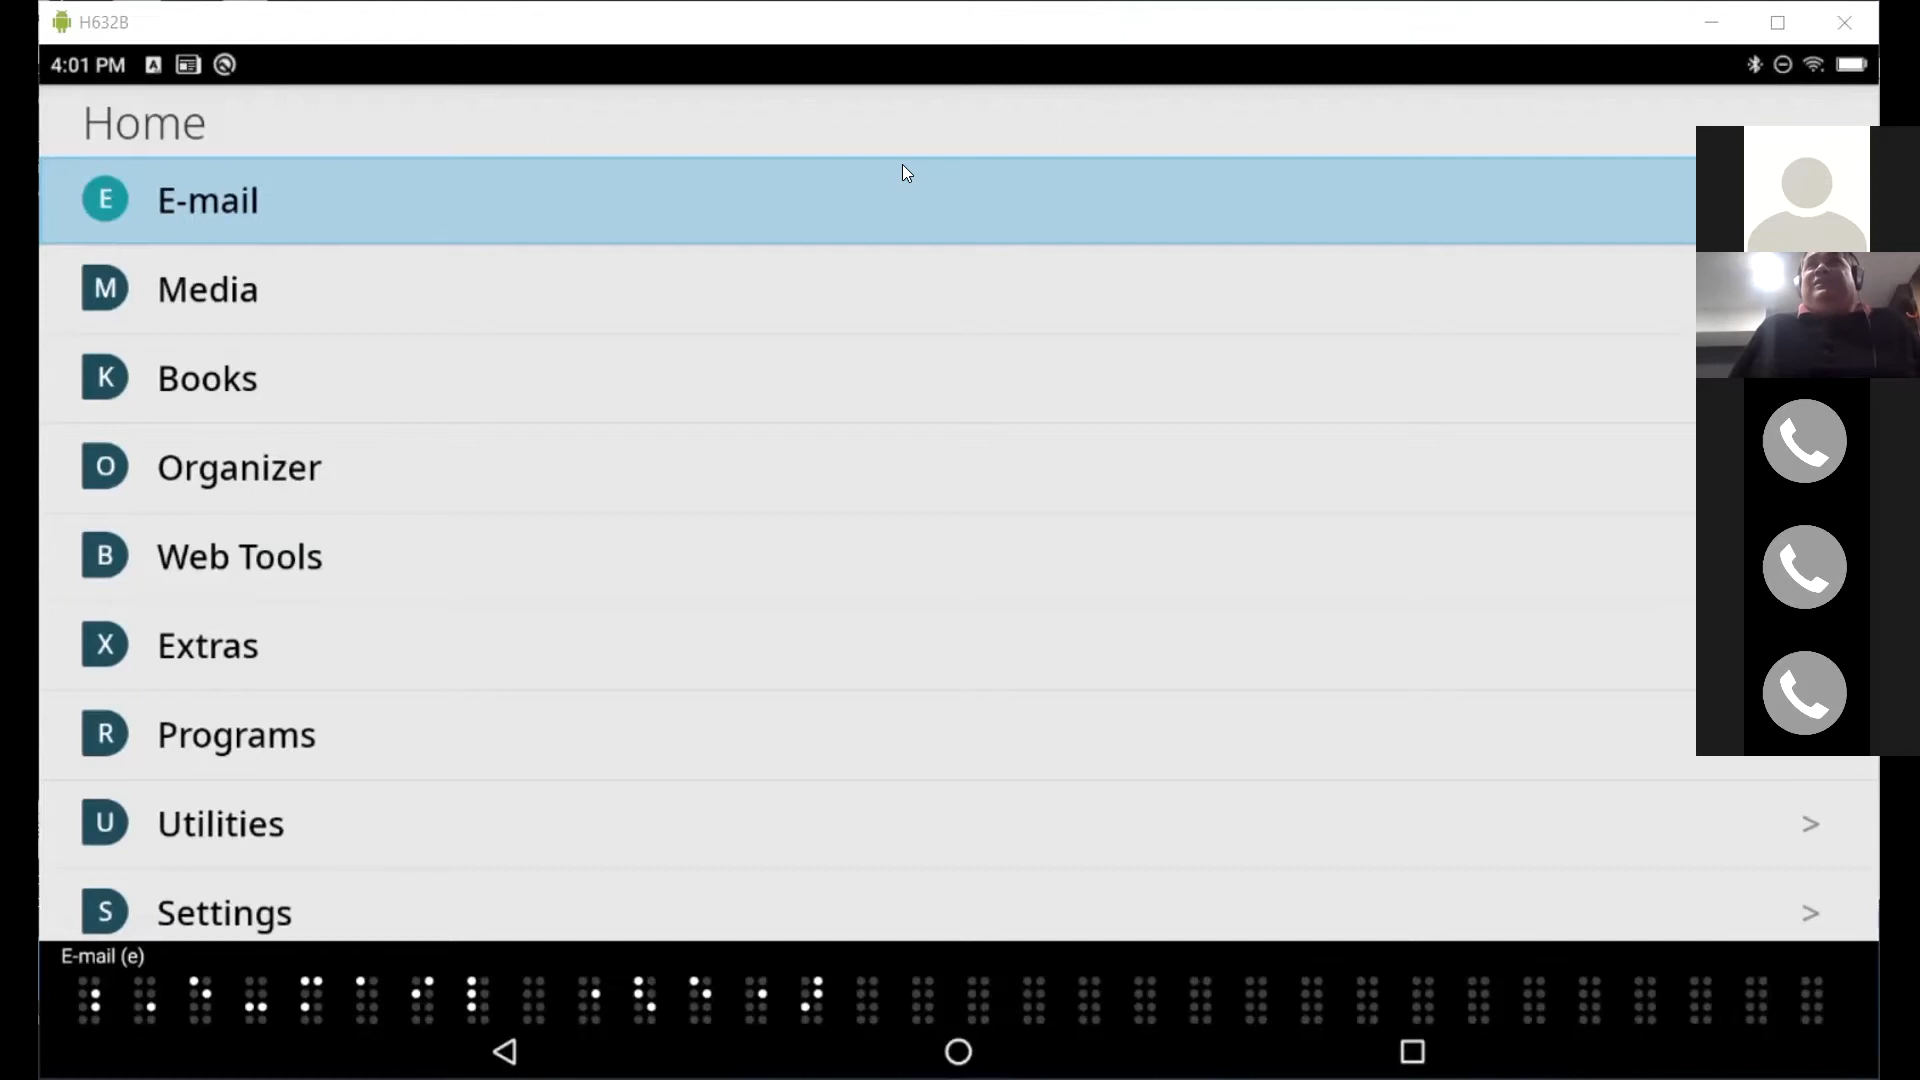 H632B
4:01 PM A
Home
E E-mail
M Media
K Books
O Organizer
B Web Tools
X Extras
R Programs
U Utilities >
S Settings >
E-mail (e)
⠰⠠⠑⠤⠍⠁⠊⠇⠀⠐⠣⠑⠐⠜